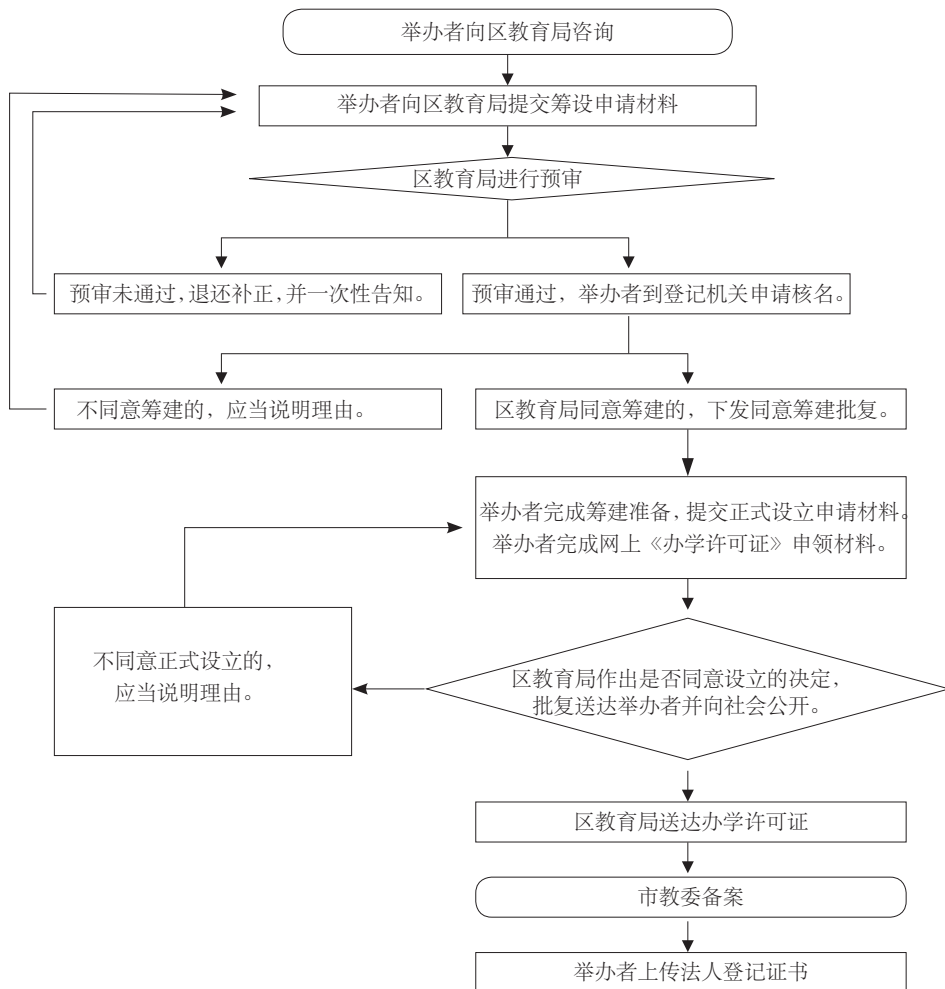 举办者向区教育局咨询
举办者向区教育局提交筹设申请材料
区教育局进行预审
预审未通过，退还补正，并一次性告知。
预审通过，举办者到登记机关申请核名。
不同意筹建的，应当说明理由。
区教育局同意筹建的，下发同意筹建批复。
举办者完成筹建准备，提交正式设立申请材料。
举办者完成网上《办学许可证》申领材料。
不同意正式设立的，
应当说明理由。
区教育局作出是否同意设立的决定，
批复送达举办者并向社会公开。
区教育局送达办学许可证
市教委备案
举办者上传法人登记证书